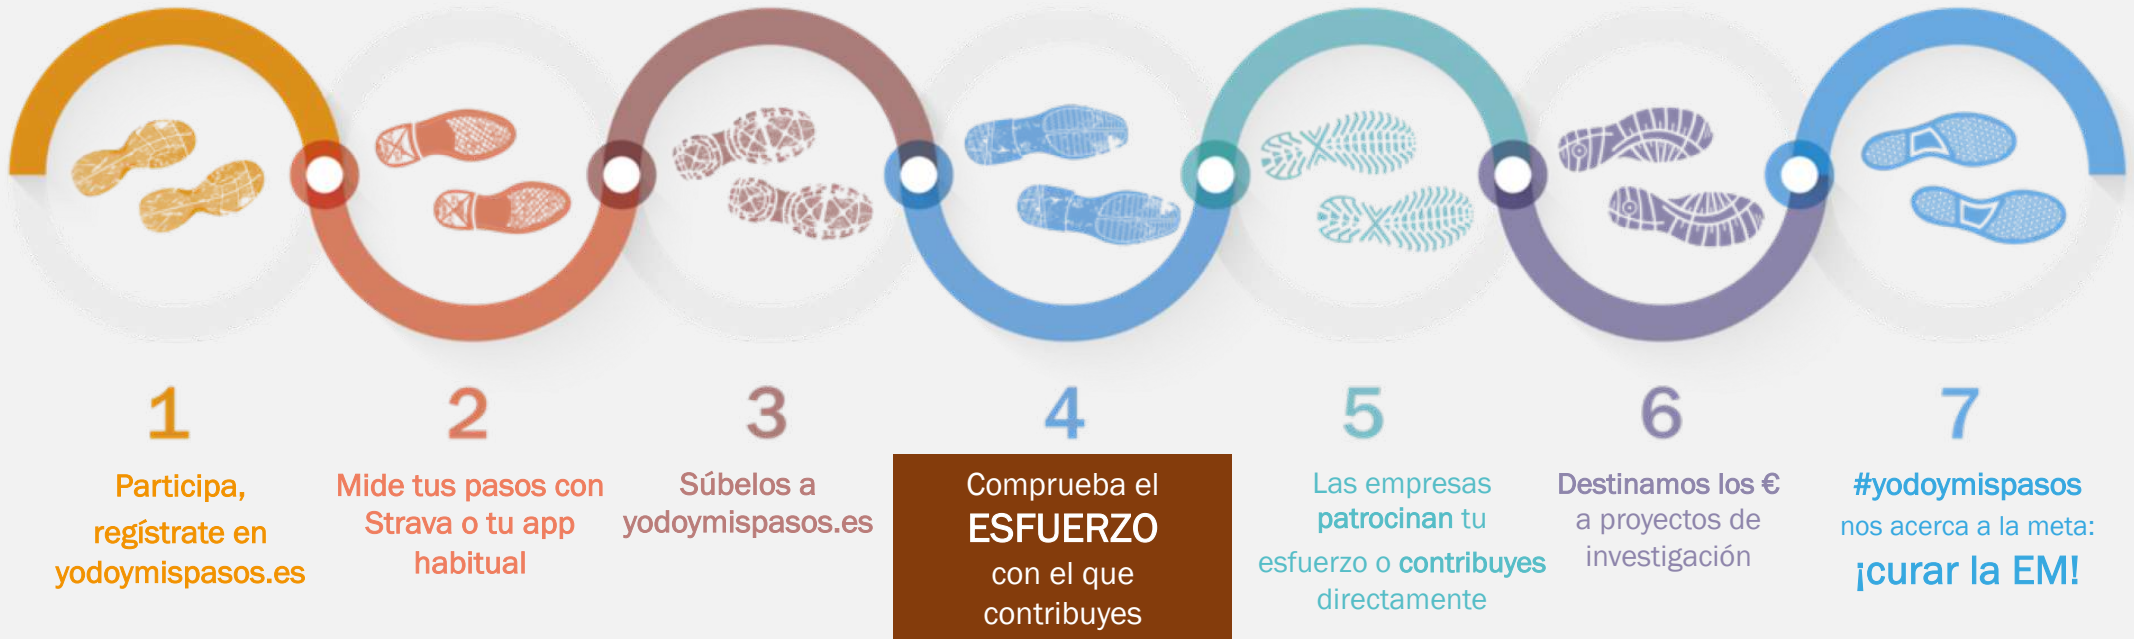 1
Participa,
regístrate en
yodoymispasos.es
2
Mide tus pasos con
Strava o tu app
habitual
3
Súbelos a
yodoymispasos.es
4
Comprueba el
ESFUERZO
con el que
contribuyes
5
Las empresas
patrocinan tu
esfuerzo o contribuyes
directamente
6
Destinamos los €
a proyectos de
investigación
7
#yodoymispasos
nos acerca a la meta:
¡curar la EM!